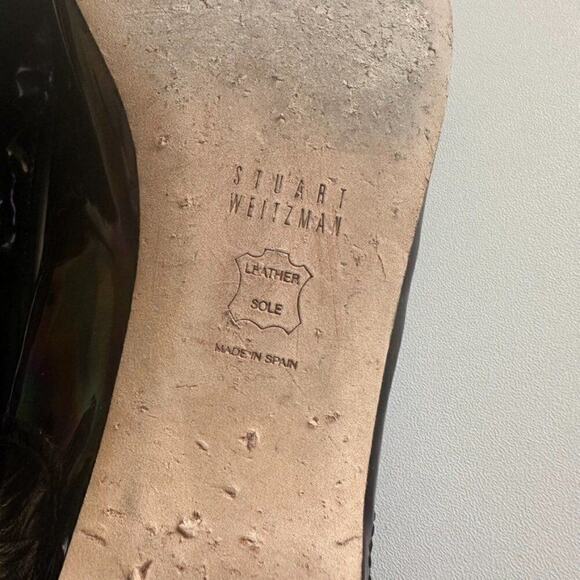 STUART
WEITZMAN
LEATHER
SOLE
MADE IN SPAIN